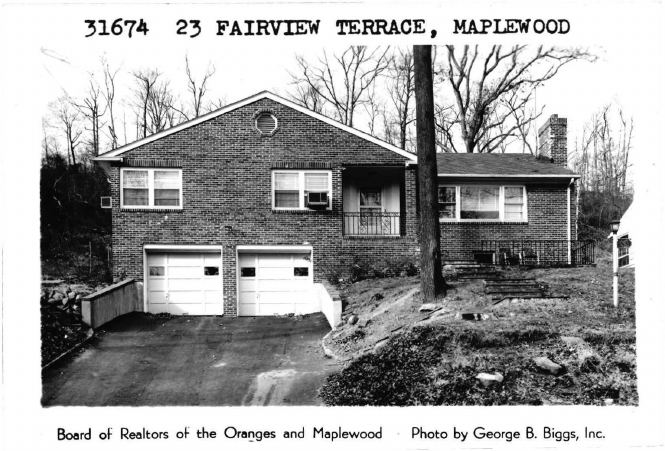 31674 23 FAIRVIEW TERRACE, MAPLEWOOD
Board of Realtors of the Oranges and Maplewood · Photo by George B. Biggs, Inc.